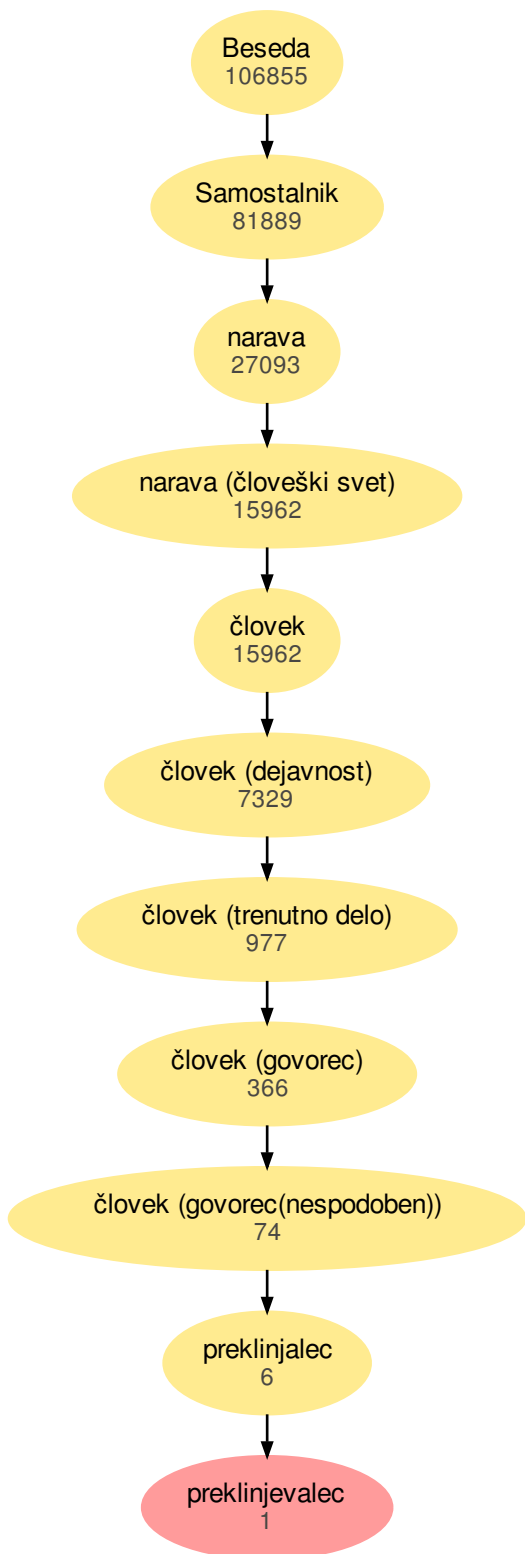 Beseda
106855
Samostalnik
81889
narava
27093
narava (človeški svet)
15962
človek
15962
človek (dejavnost)
7329
človek (trenutno delo)
977
človek (govorec)
366
človek (govorec(nespodoben))
74
preklinjalec
6
preklinjevalec
1